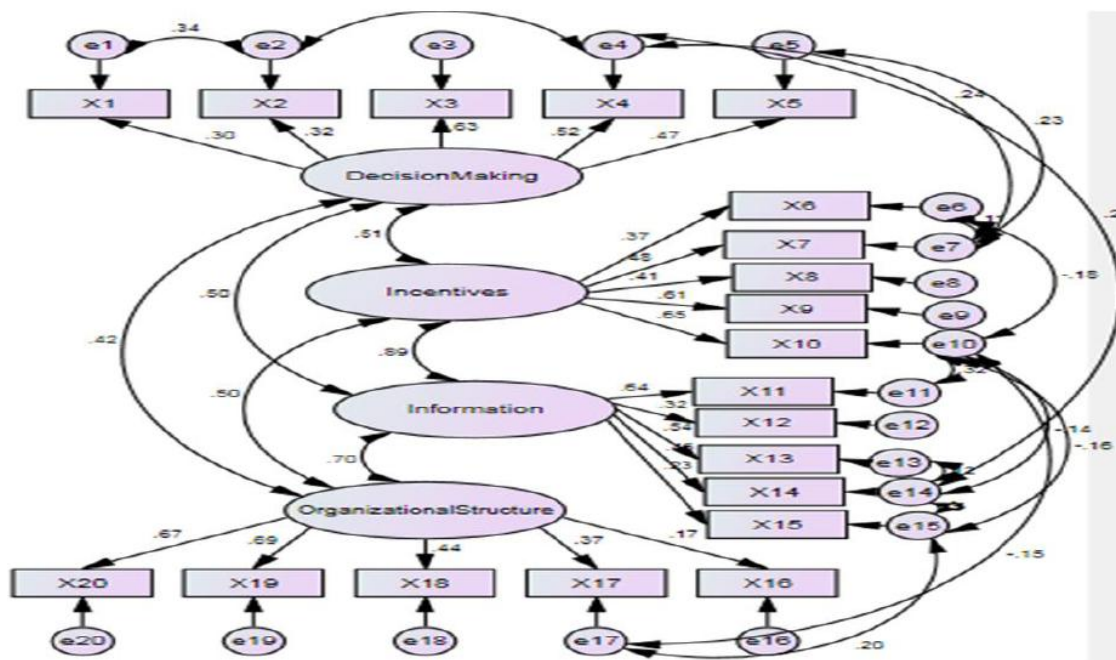 .34
e1 e2 e3 e4 e5
X1 X2 X3 X4 X5
.24
.23
.30 .32 .63 .52 .47
DecisionMaking
.51
X6 e6
.37
X7 e7
.48
X8 e8
.41
-.18
Incentives
.61
X9 e9
.65
X10 e10
.50
.42
.89
.32
.64
X11 e11
Information
.32
X12 e12
.54
-.14
-.16
.50
X13 e13
.23
X14 e14
.70
X15 e15
OrganizationalStructure
.67 .69 .44 .37 .17
-.15
X20 X19 X18 X17 X16
e20 e19 e18 e17 e16
.20